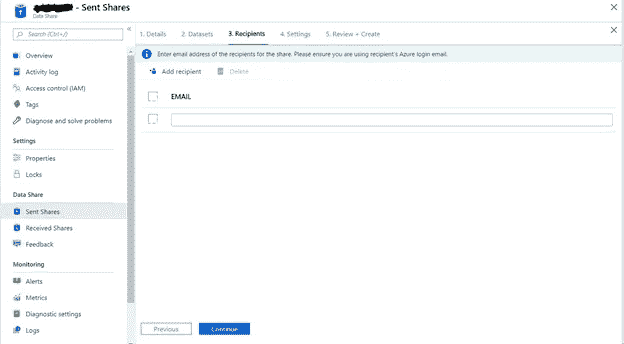 - Sent Shares
Data Share
Search (Ctrl+/)
Overview
Activity log
Access control (IAM)
Tags
Diagnose and solve problems
Settings
Properties
Locks
Data Share
Sent Shares
Received Shares
Feedback
Monitoring
Alerts
Metrics
Diagnostic settings
Logs
1. Details 2. Datasets 3. Recipients 4. Settings 5. Review + Create
Enter email address of the recipients for the share. Please ensure you are using recipient's Azure login email.
Add recipient Delete
EMAIL
Previous Continue